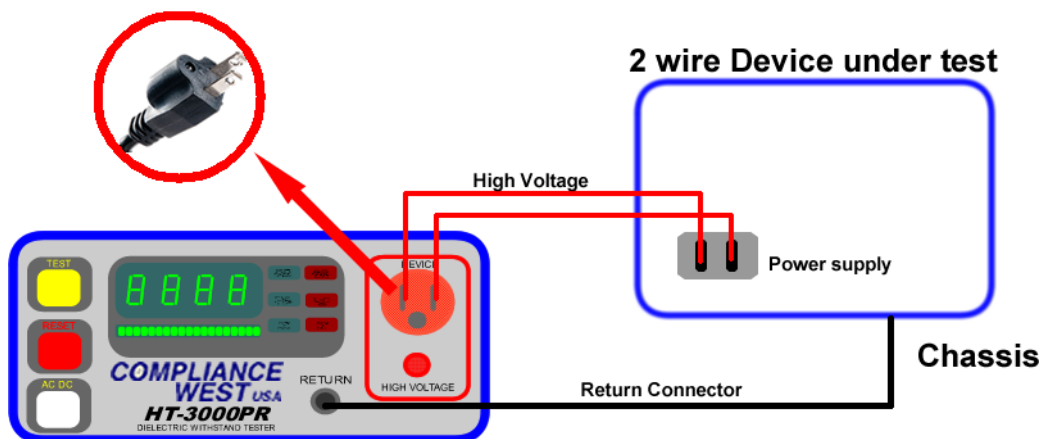 2 wire Device under test
High Voltage
Power supply
TEST
RESET
AC DC
8888
DEVICE
HIGH VOLTAGE
COMPLIANCE
WEST USA
HT-3000PR
DIELECTRIC WITHSTAND TESTER
RETURN
Return Connector
Chassis